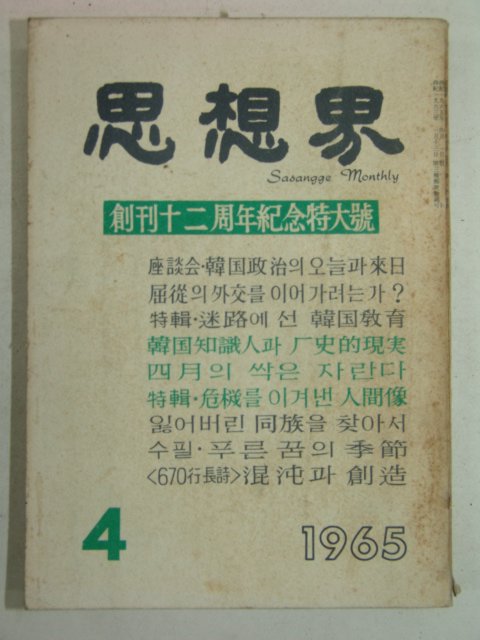 思想界
Sasangge Monthly
創刊十二周年紀念特大號
座談会·韓国政治의 오늘과 來日
屈從의 外交를 이어가려는가?
特輯·迷路에 선 韓国敎育
韓国知識人과 厂史的現実
四月의 싹은 자란다
特輯·危機를 이겨낸 人間像
잃어버린 同族을 찾아서
수필·푸른 꿈의 季節
<670行長詩> 混沌과 創造
4
1965